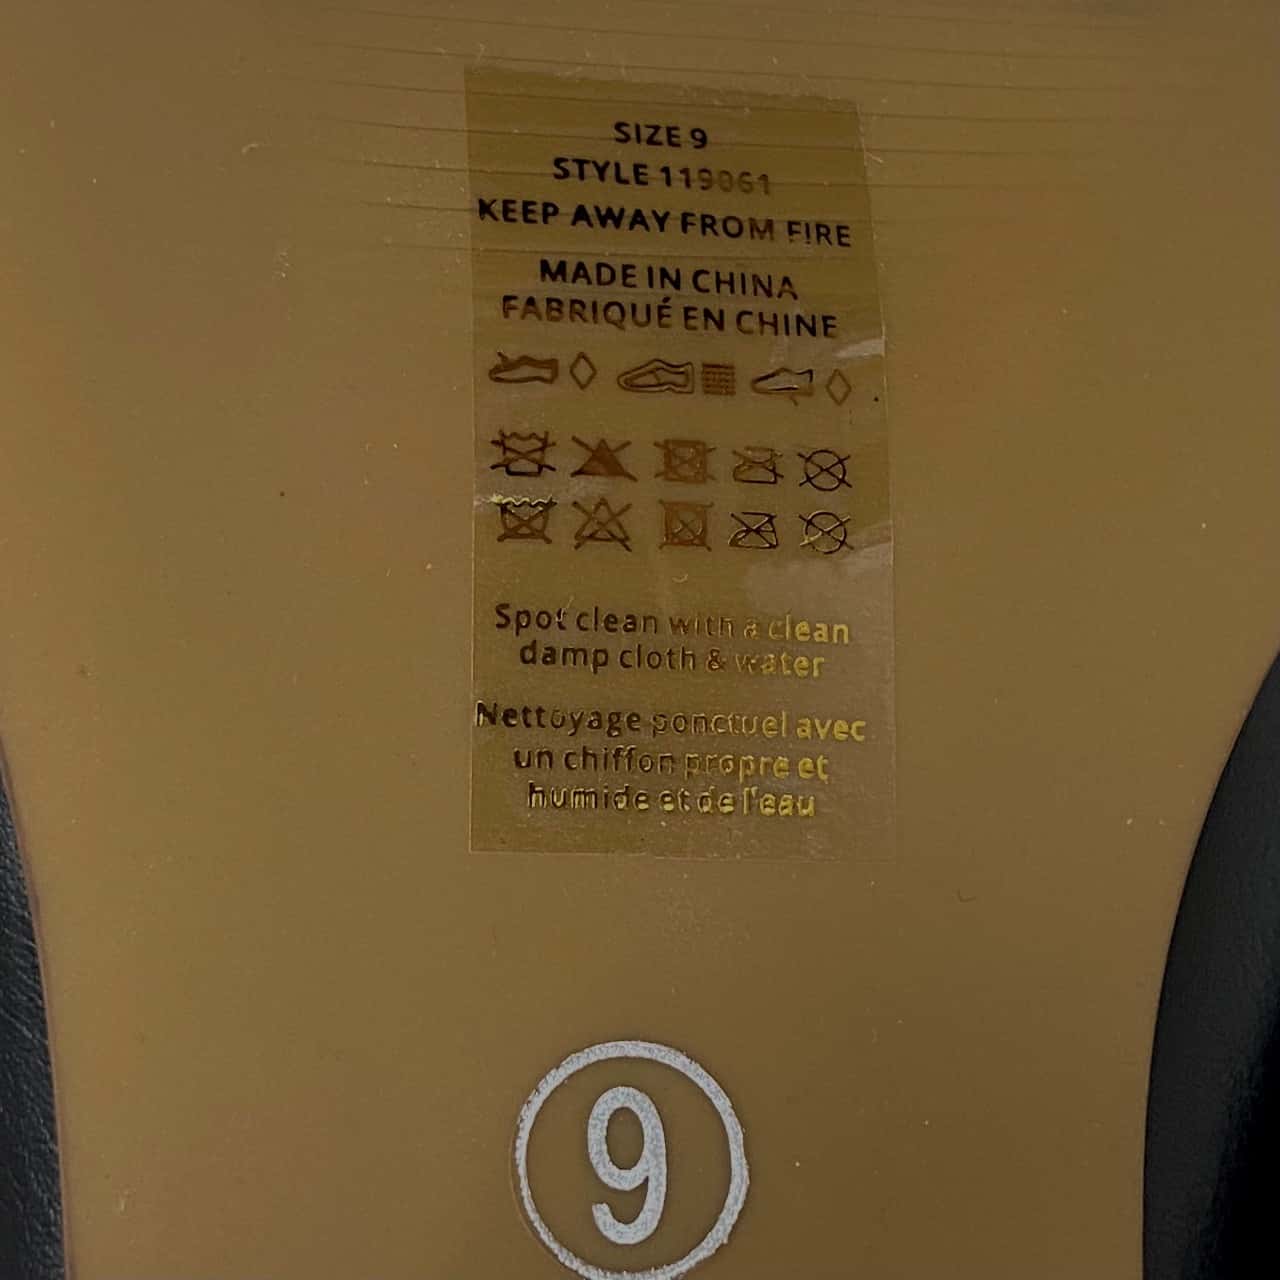 SIZE 9
STYLE 119061
KEEP AWAY FROM FIRE
MADE IN CHINA
FABRIQUÉ EN CHINE
Spot clean with a clean
damp cloth & water
Nettoyage ponctuel avec
un chiffon propre et
humide et de l'eau
9